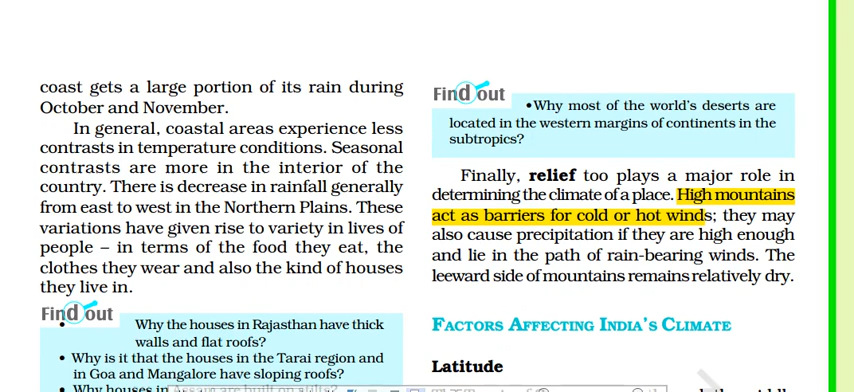 coast gets a large portion of its rain during
October and November.
In general, coastal areas experience less
contrasts in temperature conditions. Seasonal
contrasts are more in the interior of the
country. There is decrease in rainfall generally
from east to west in the Northern Plains. These
variations have given rise to variety in lives of
people – in terms of the food they eat, the
clothes they wear and also the kind of houses
they live in.
Find out
• Why the houses in Rajasthan have thick
walls and flat roofs?
• Why is it that the houses in the Tarai region and
in Goa and Mangalore have sloping roofs?
• Why houses in
Find out
•Why most of the world's deserts are
located in the western margins of continents in the
subtropics?
Finally, relief too plays a major role in
determining the climate of a place. High mountains
act as barriers for cold or hot winds; they may
also cause precipitation if they are high enough
and lie in the path of rain-bearing winds. The
leeward side of mountains remains relatively dry.
FACTORS AFFECTING INDIA'S CLIMATE
Latitude